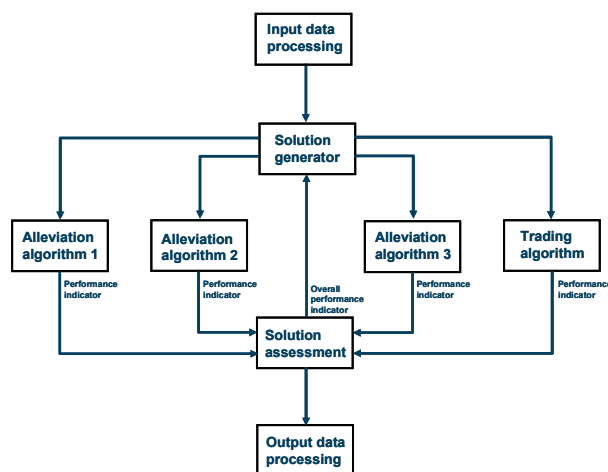 Input data
processing
Solution
generator
Alleviation
algorithm 1
Alleviation
algorithm 2
Alleviation
algorithm 3
Trading
algorithm
Performance
indicator
Performance
indicator
Overall
performance
indicator
Performance
indicator
Performance
indicator
Solution
assessment
Output data
processing